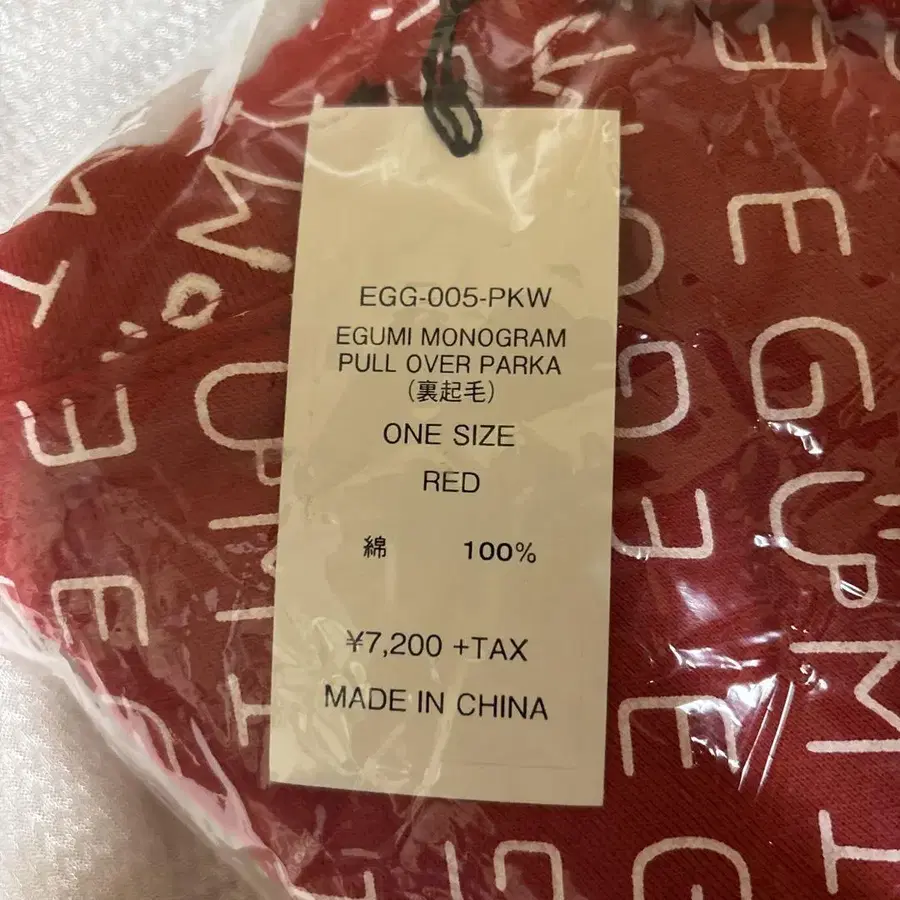 EGG-005-PKW
EGUMI MONOGRAM
PULL OVER PARKA
(裏起毛)
ONE SIZE
RED
綿 100%
¥7,200 +TAX
MADE IN CHINA